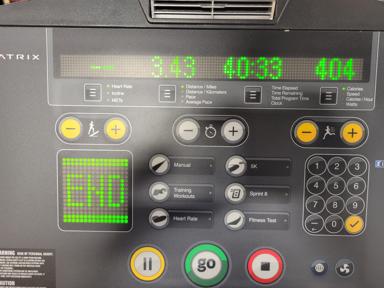 ATRIX
--- 3.43 40:33 404
Heart Rate
Incline
METs
Distance / Miles
Distance / Kilometers
Pace
Average Pace
Time Elapsed
Time Remaining
Total Program Time
Clock
Calories
Speed
Calories / Hour
Watts
END
Manual
5K
Training
Workouts
Sprint 8
Heart Rate
Fitness Test
1 2 3
4 5 6
7 8 9
0
go
WARNING